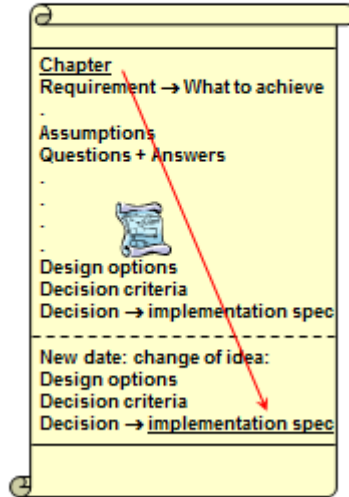 Chapter
Requirement → What to achieve
.
Assumptions
Questions + Answers
.
.
.
.
Design options
Decision criteria
Decision → implementation spec
New date: change of idea:
Design options
Decision criteria
Decision → implementation spec